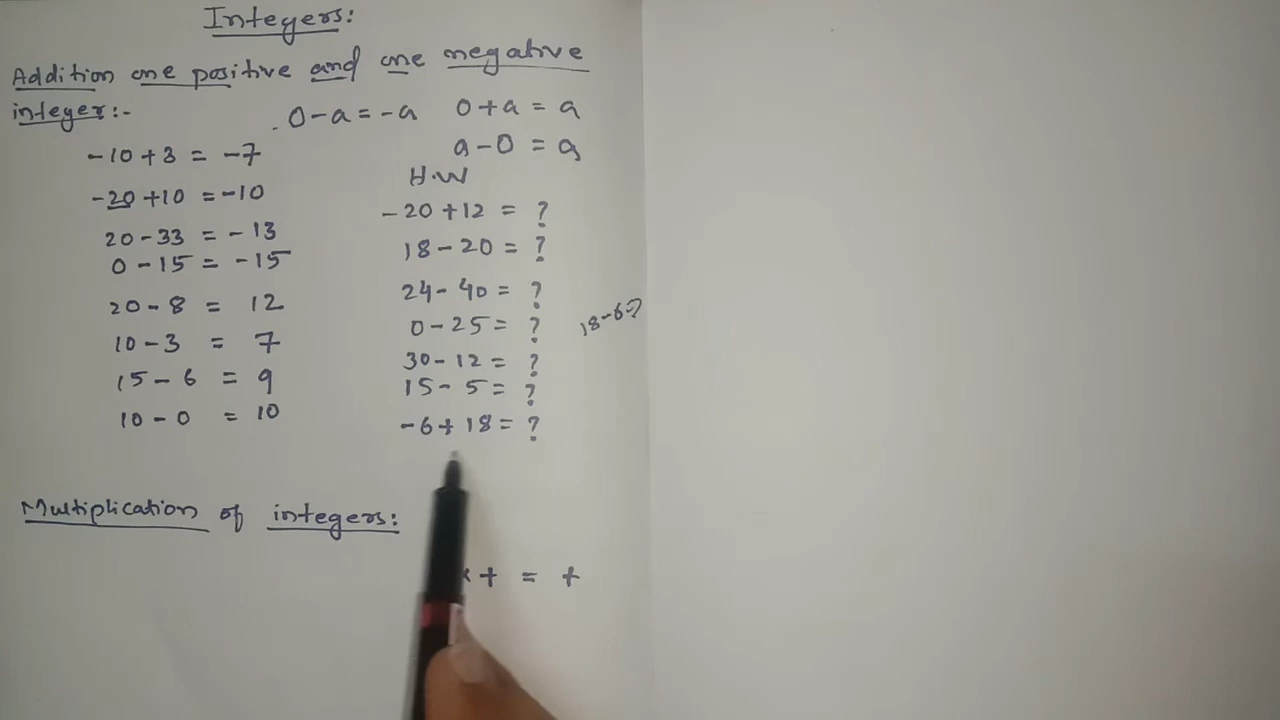 Integers:
Addition one positive and one negative
integer:-
0-a=-a 0+a = a
a-0 = a
-10+3 = -7
-20+10 =-10
20-33 = -13
0-15 = -15
20-8 = 12
10-3 = 7
15-6 = 9
10-0 = 10
H.W
-20+12 = ?
18-20 = ?
24-40 = ?
0-25 = ?
30-12 = ?
15-5 = ?
-6+18 = ?
18-6=?
Multiplication of integers:
+ = +